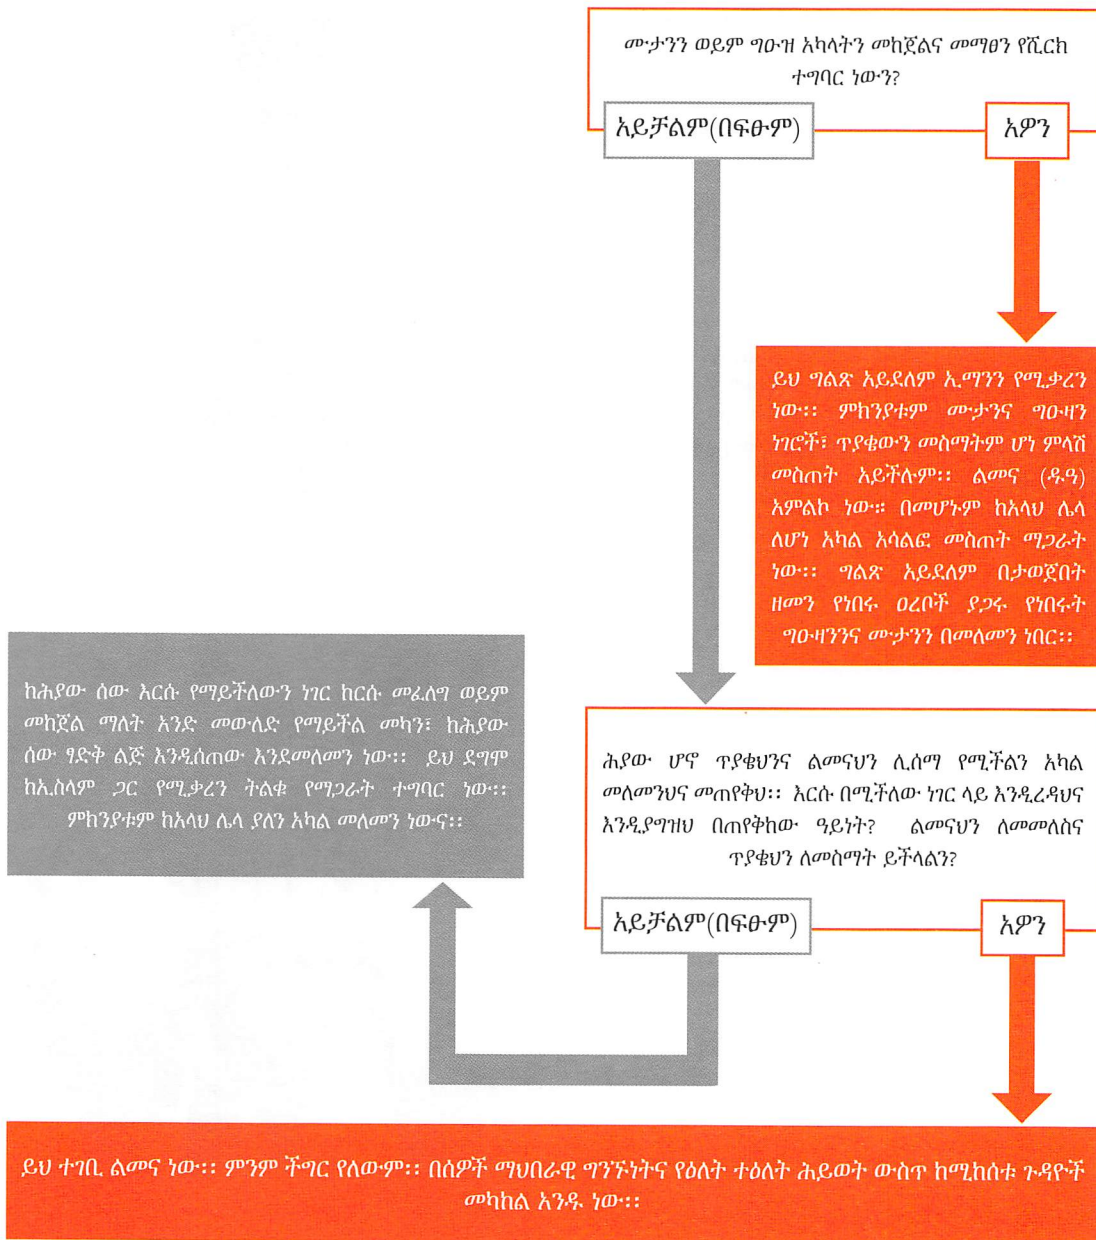 ሙታንን ወይም ግዑዝ አካላትን መከጀልና መማፀን የሺርክ
ተግባር ነውን?
አይቻልም(በፍፁም)
አዎን
ይህ ግልጽ አይደለም ኢማንን የሚቃረን
ነው፡፡ ምክንያቱም ሙታንና ግዑዛን
ነገሮች፣ ጥያቄውን መስማትም ሆነ ምላሽ
መስጠት አይችሉም፡፡ ልመና (ዱዓ)
አምልኮ ነው። በመሆኑም ከአላህ ሌላ
ለሆነ አካል አሳልፎ መስጠት ማጋራት
ነው፡፡ ግልጽ አይደለም በታወጀበት
ዘመን የነበሩ ዐረቦች ያጋሩ የነበሩት
ግዑዛንንና ሙታንን በመለመን ነበር፡፡
ሕያው ሆኖ ጥያቄህንና ልመናህን ሊሰማ የሚችልን አካል
መለመንህና መጠየቅህ፡፡ እርሱ በሚችለው ነገር ላይ እንዲረዳህና
እንዲያግዝህ በጠየቅከው ዓይነት? ልመናህን ለመመለስና
ጥያቄህን ለመስማት ይችላልን?
አይቻልም(በፍፁም)
አዎን
ከሕያው ሰው እርሱ የማይችለውን ነገር ከርሱ መፈለግ ወይም
መከጀል ማለት አንድ መውለድ የማይችል መካን፣ ከሕያው
ሰው ፃድቅ ልጅ እንዲሰጠው እንደመለመን ነው፡፡ ይህ ደግሞ
ከኢስላም ጋር የሚቃረን ትልቁ የማጋራት ተግባር ነው፡፡
ምክንያቱም ከአላህ ሌላ ያለን አካል መለመን ነውና፡፡
ይህ ተገቢ ልመና ነው፡፡ ምንም ችግር የለውም፡፡ በሰዎች ማህበራዊ ግንኙነትና የዕለት ተዕለት ሕይወት ውስጥ ከሚከሰቱ ጉዳዮች
መካከል አንዱ ነው፡፡